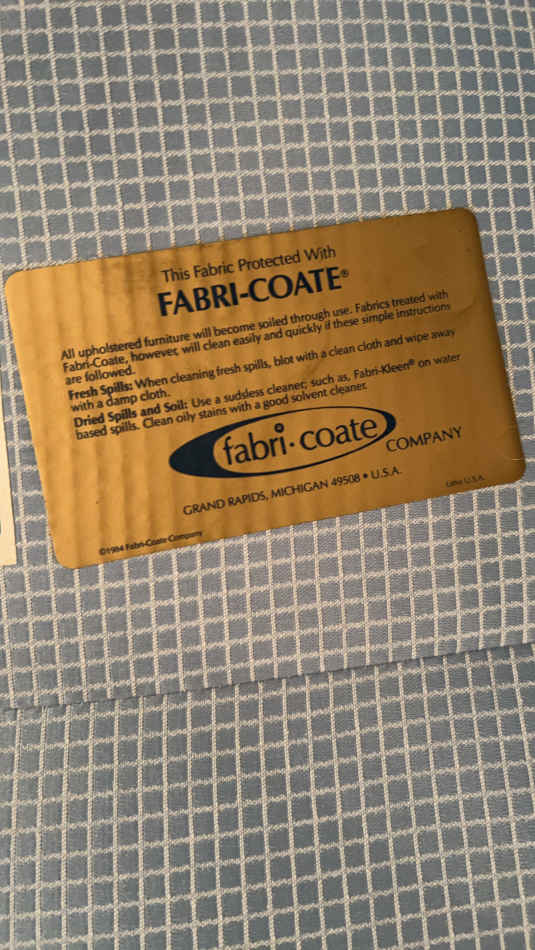 This Fabric Protected With
FABRI-COATE®
All upholstered furniture will become soiled through use. Fabrics treated with
Fabri-Coate, however, will clean easily and quickly if these simple instructions
are followed.
Fresh Spills: When cleaning fresh spills, blot with a clean cloth and wipe away
with a damp cloth.
Dried Spills and Soil: Use a sudsless cleaner, such as, Fabri-Kleen® on water
based spills. Clean oily stains with a good solvent cleaner.
fabri·coate COMPANY
GRAND RAPIDS, MICHIGAN 49508 • U.S.A.
©1984 Fabri-Coate Company
Litho U.S.A.